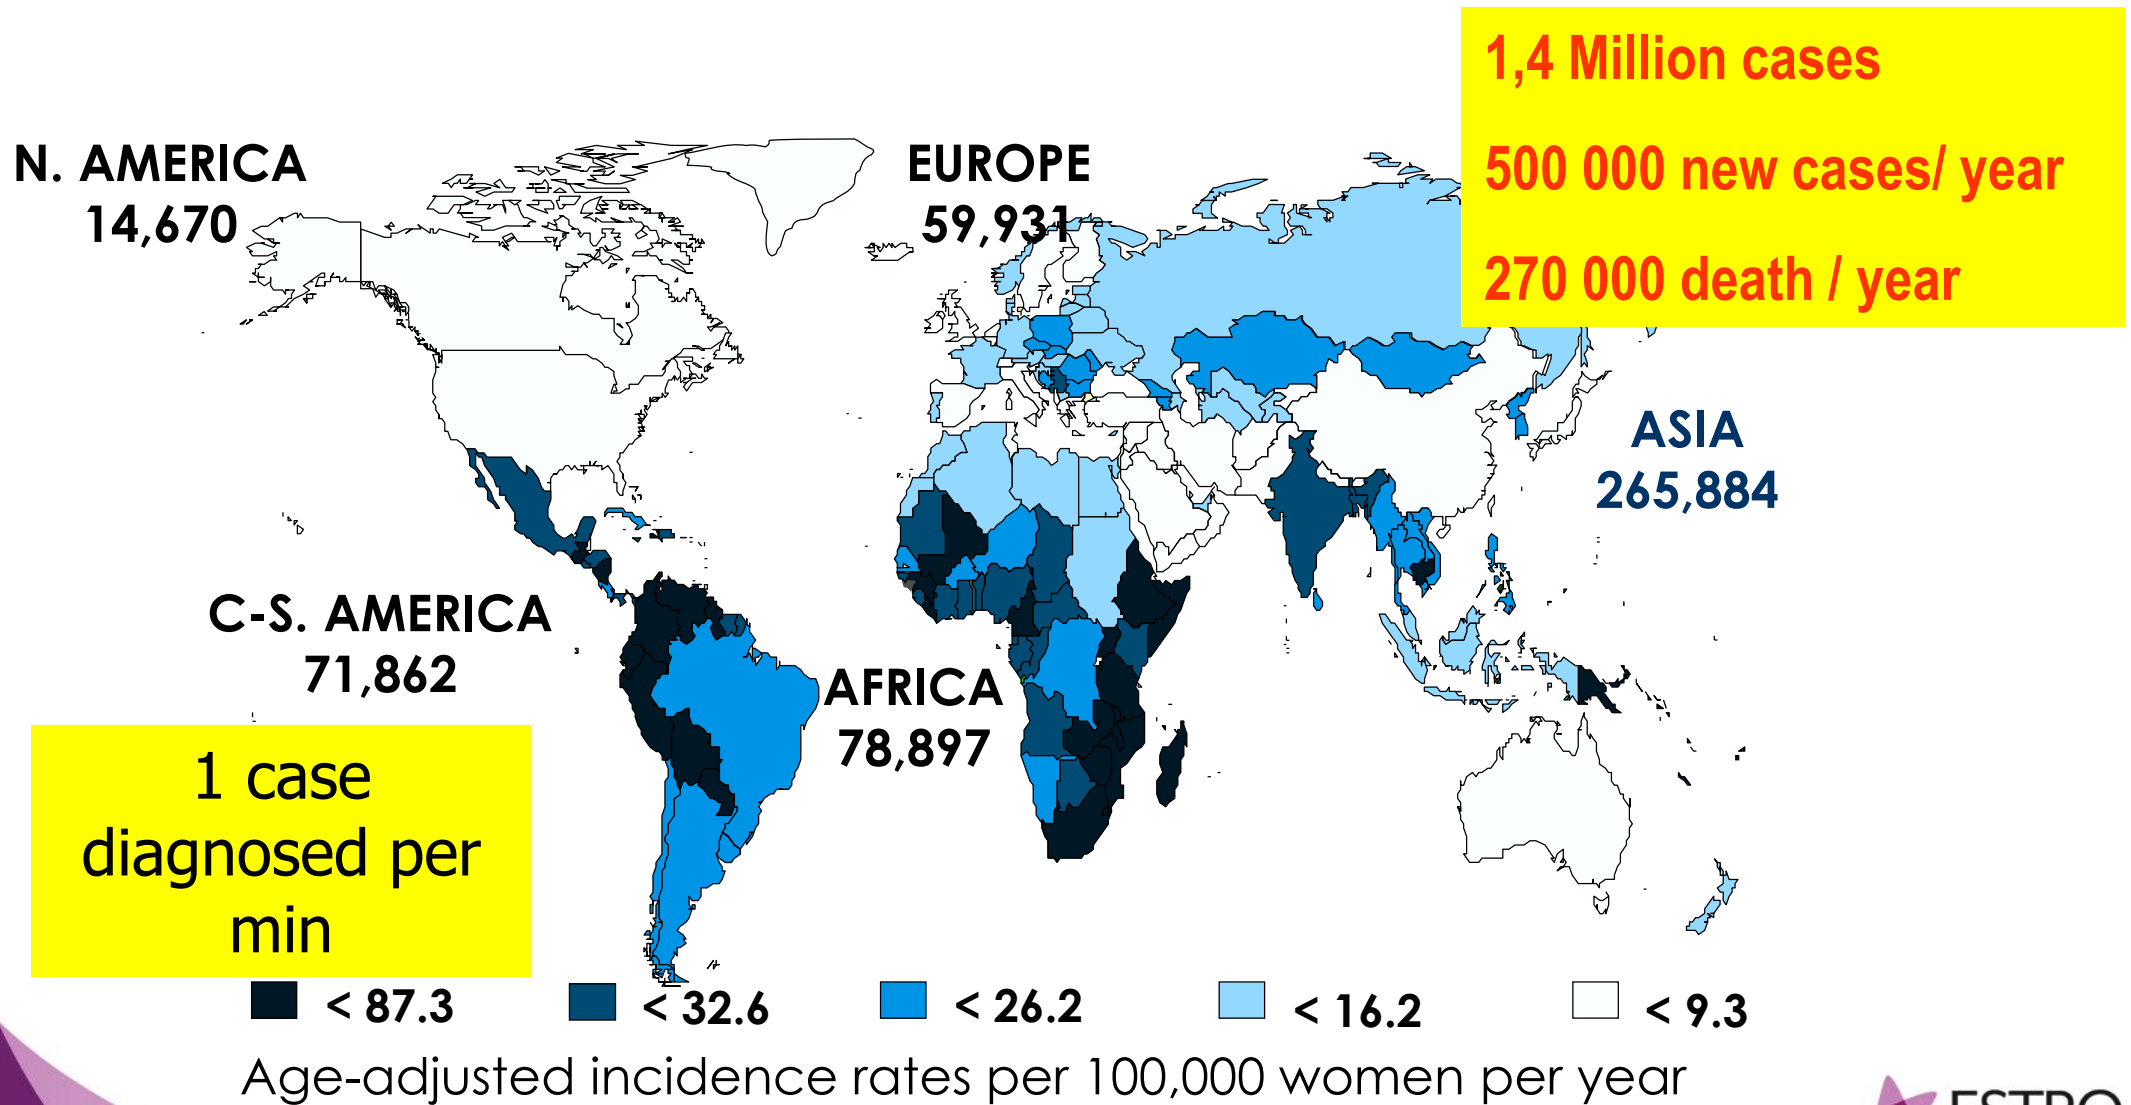 1,4 Million cases
500 000 new cases/ year
270 000 death / year
N. AMERICA
14,670
EUROPE
59,931
ASIA
265,884
C-S. AMERICA
71,862
AFRICA
78,897
1 case
diagnosed per
min
< 87.3
< 32.6
< 26.2
< 16.2
< 9.3
Age-adjusted incidence rates per 100,000 women per year
ESTRO